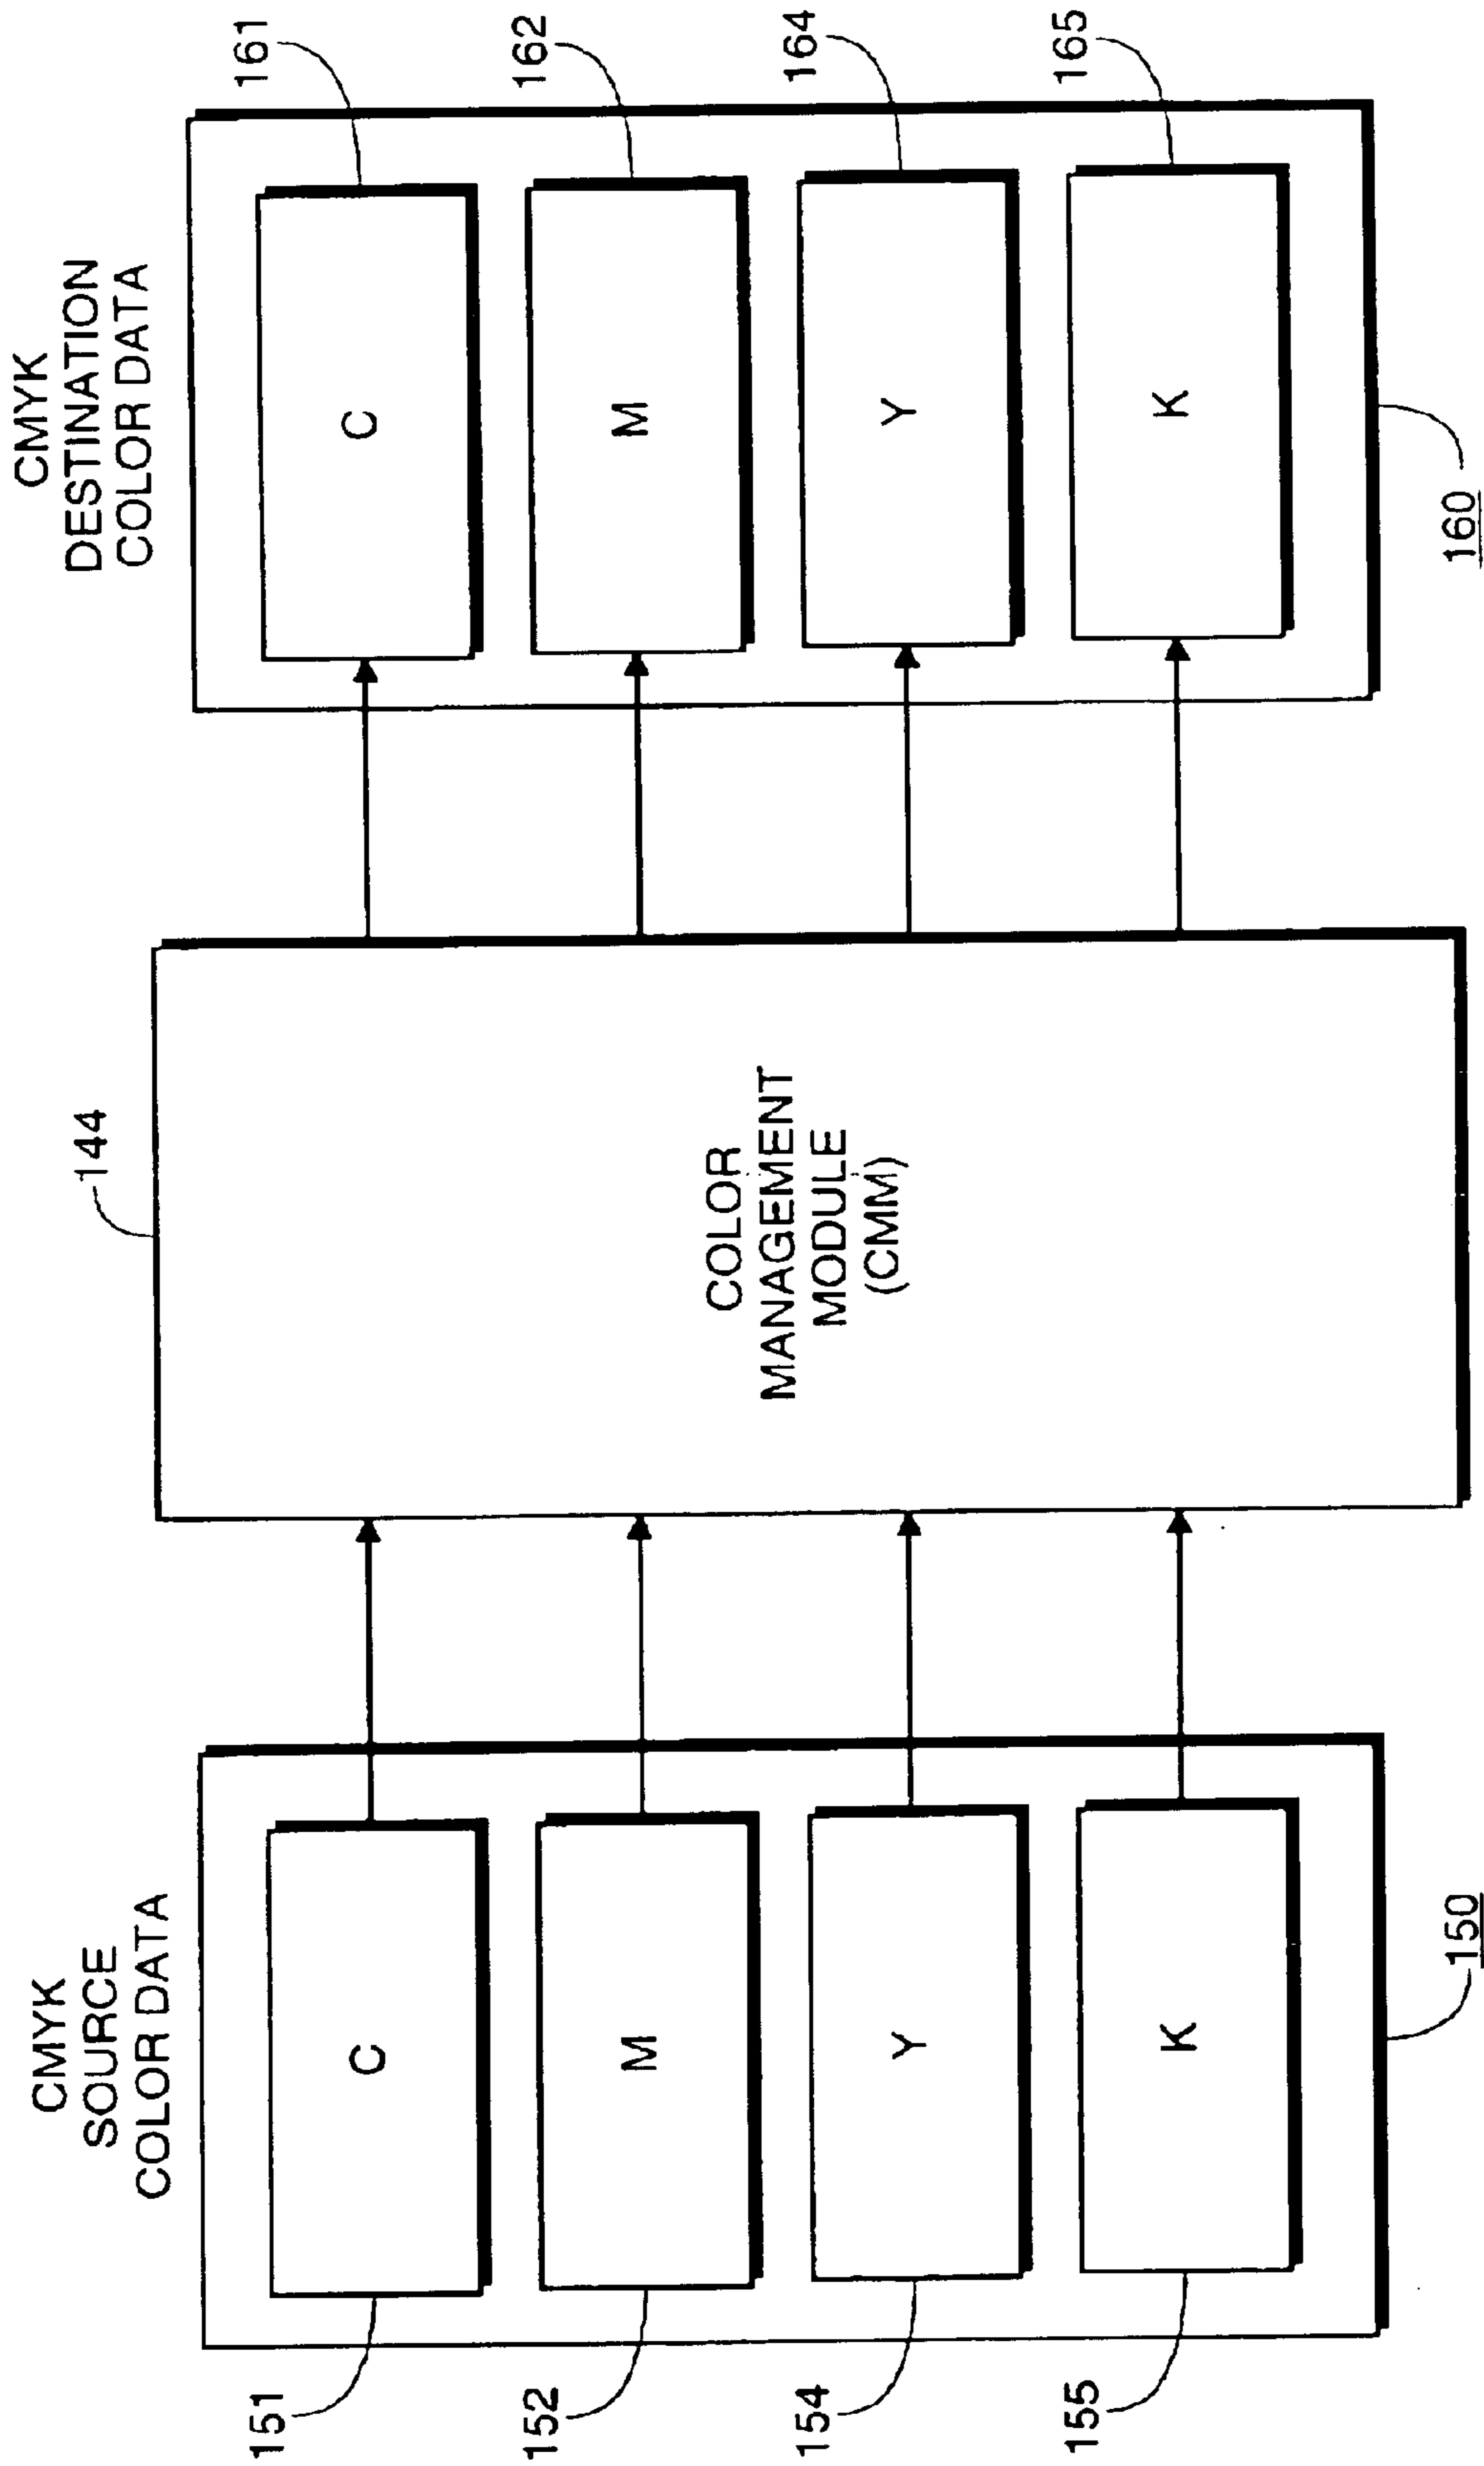 CMYK
SOURCE
COLOR DATA
151
C
152
M
154
Y
155
K
150
144
COLOR
MANAGEMENT
MODULE
(CMM)
CMYK
DESTINATION
COLOR DATA
C
161
M
162
Y
164
K
165
160